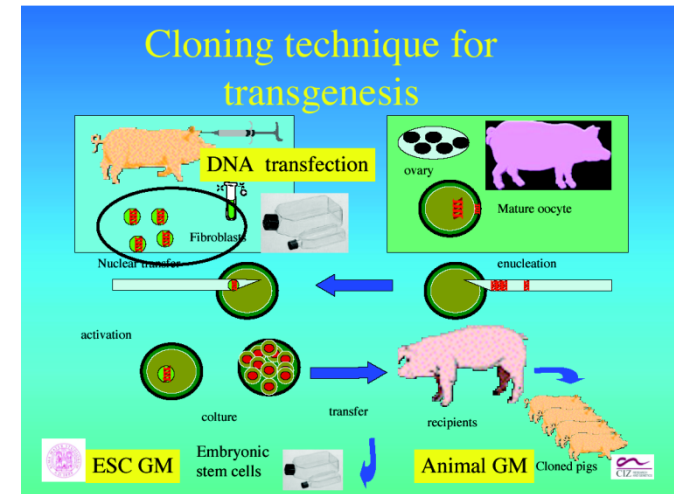 Cloning technique for
transgenesis
DNA transfection
ovary
Mature oocyte
Fibroblasts
Nuclear transfer
enucleation
activation
colture
transfer
recipients
ESC GM
Embryonic
stem cells
Animal GM
Cloned pigs
CIZ